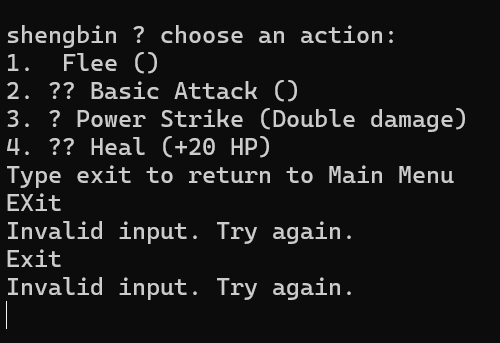 shengbin ? choose an action:
1.  Flee ()
2. ?? Basic Attack ()
3. ? Power Strike (Double damage)
4. ?? Heal (+20 HP)
Type exit to return to Main Menu
EXit
Invalid input. Try again.
Exit
Invalid input. Try again.